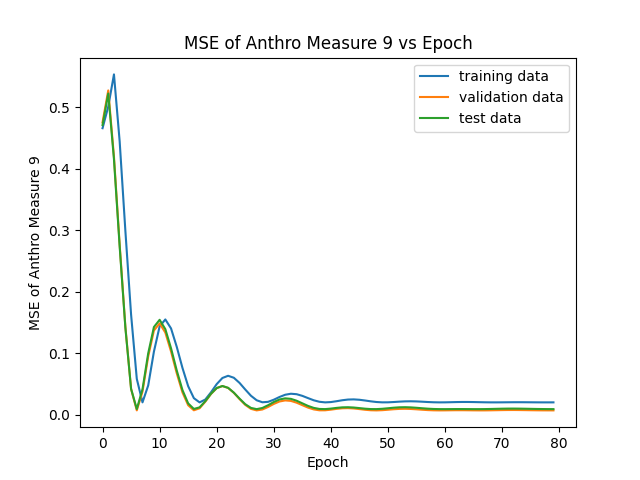 MSE of Anthro Measure 9 vs Epoch
training data
validation data
test data
MSE of Anthro Measure 9
0.5
0.4
0.3
0.2
0.1
0.0
0 10 20 30 40 50 60 70 80
Epoch